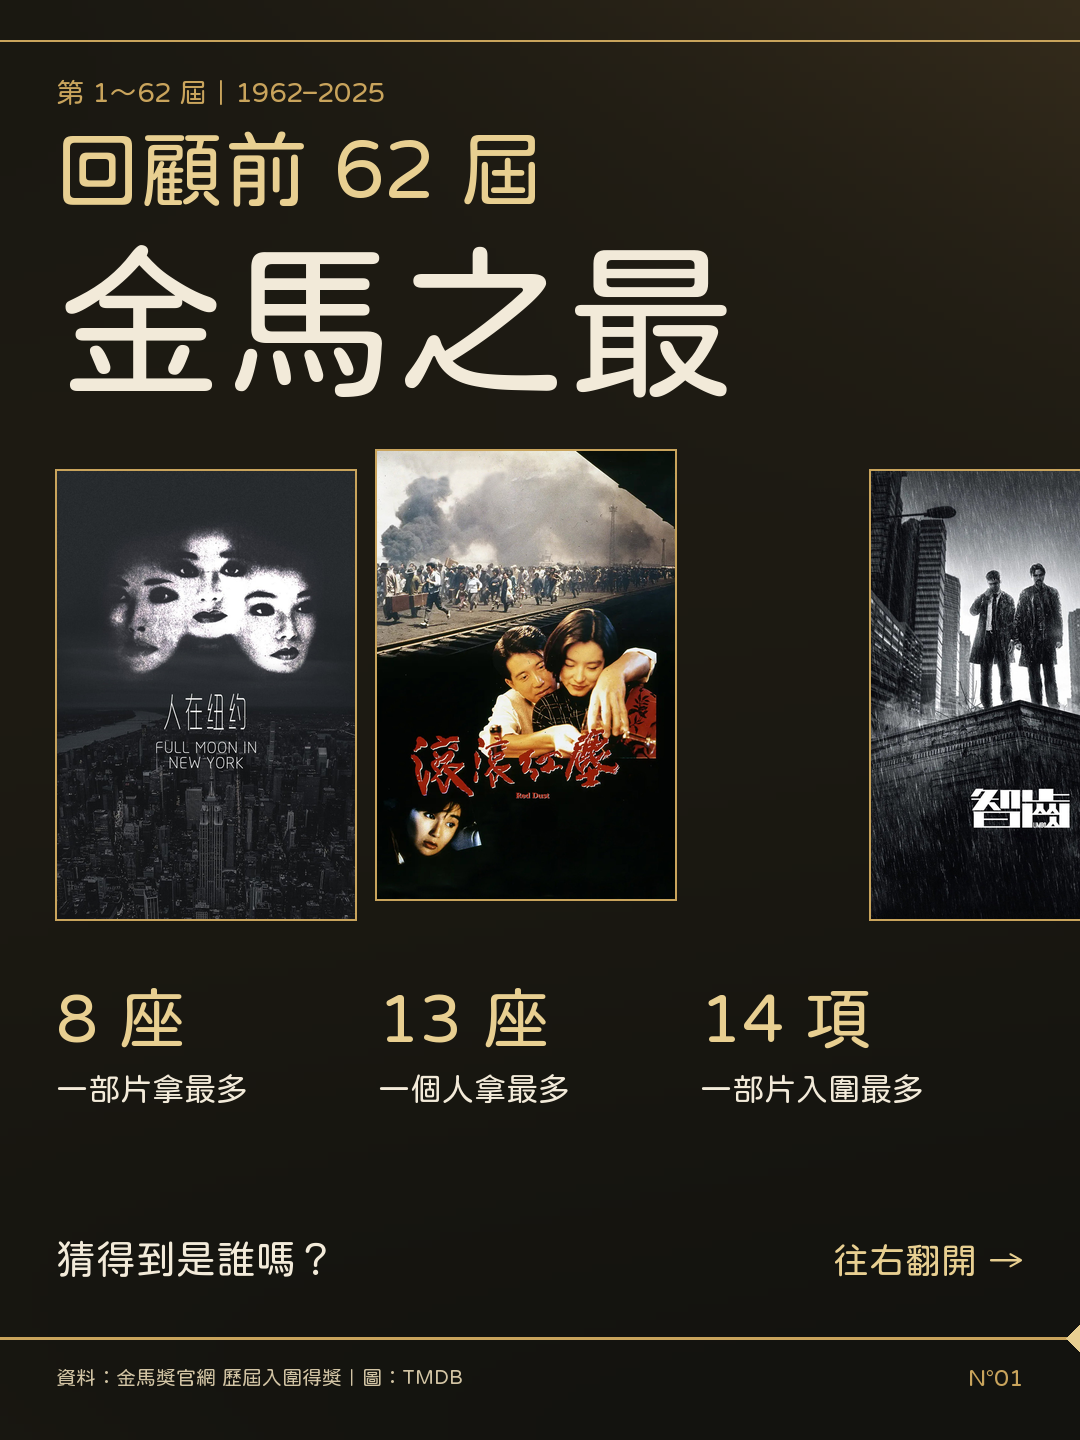 第 1～62 屆｜1962–2025
回顧前 62 屆
金馬之最
人在纽约
FULL MOON IN
NEW YORK
滾滾紅塵
Red Dust
智齒
8 座
一部片拿最多
13 座
一個人拿最多
14 項
一部片入圍最多
猜得到是誰嗎？
往右翻開 →
資料：金馬獎官網 歷屆入圍得獎｜圖：TMDB
N°01